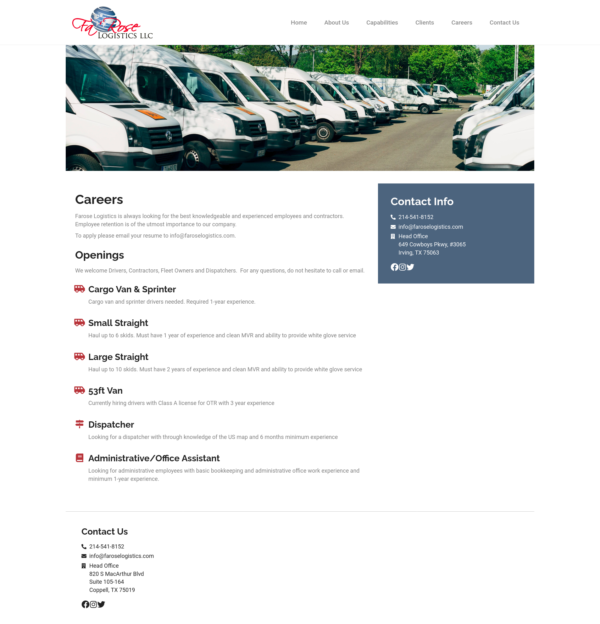 FaRose
LOGISTICS LLC
Home
About Us
Capabilities
Clients
Careers
Contact Us
Careers
Farose Logistics is always looking for the best knowledgeable and experienced employees and contractors.
Employee retention is of the utmost importance to our company.
To apply please email your resume to info@faroselogistics.com.
Openings
We welcome Drivers, Contractors, Fleet Owners and Dispatchers. For any questions, do not hesitate to call or email.
Cargo Van & Sprinter
Cargo van and sprinter drivers needed. Required 1-year experience.
Small Straight
Haul up to 6 skids. Must have 1 year of experience and clean MVR and ability to provide white glove service
Large Straight
Haul up to 10 skids. Must have 2 years of experience and clean MVR and ability to provide white glove service
53ft Van
Currently hiring drivers with Class A license for OTR with 3 year experience
Dispatcher
Looking for a dispatcher with through knowledge of the US map and 6 months minimum experience
Administrative/Office Assistant
Looking for administrative employees with basic bookkeeping and administrative office work experience and
minimum 1-year experience.
Contact Info
214-541-8152
info@faroselogistics.com
Head Office
649 Cowboys Pkwy, #3065
Irving, TX 75063
Contact Us
214-541-8152
info@faroselogistics.com
Head Office
820 S MacArthur Blvd
Suite 105-164
Coppell, TX 75019